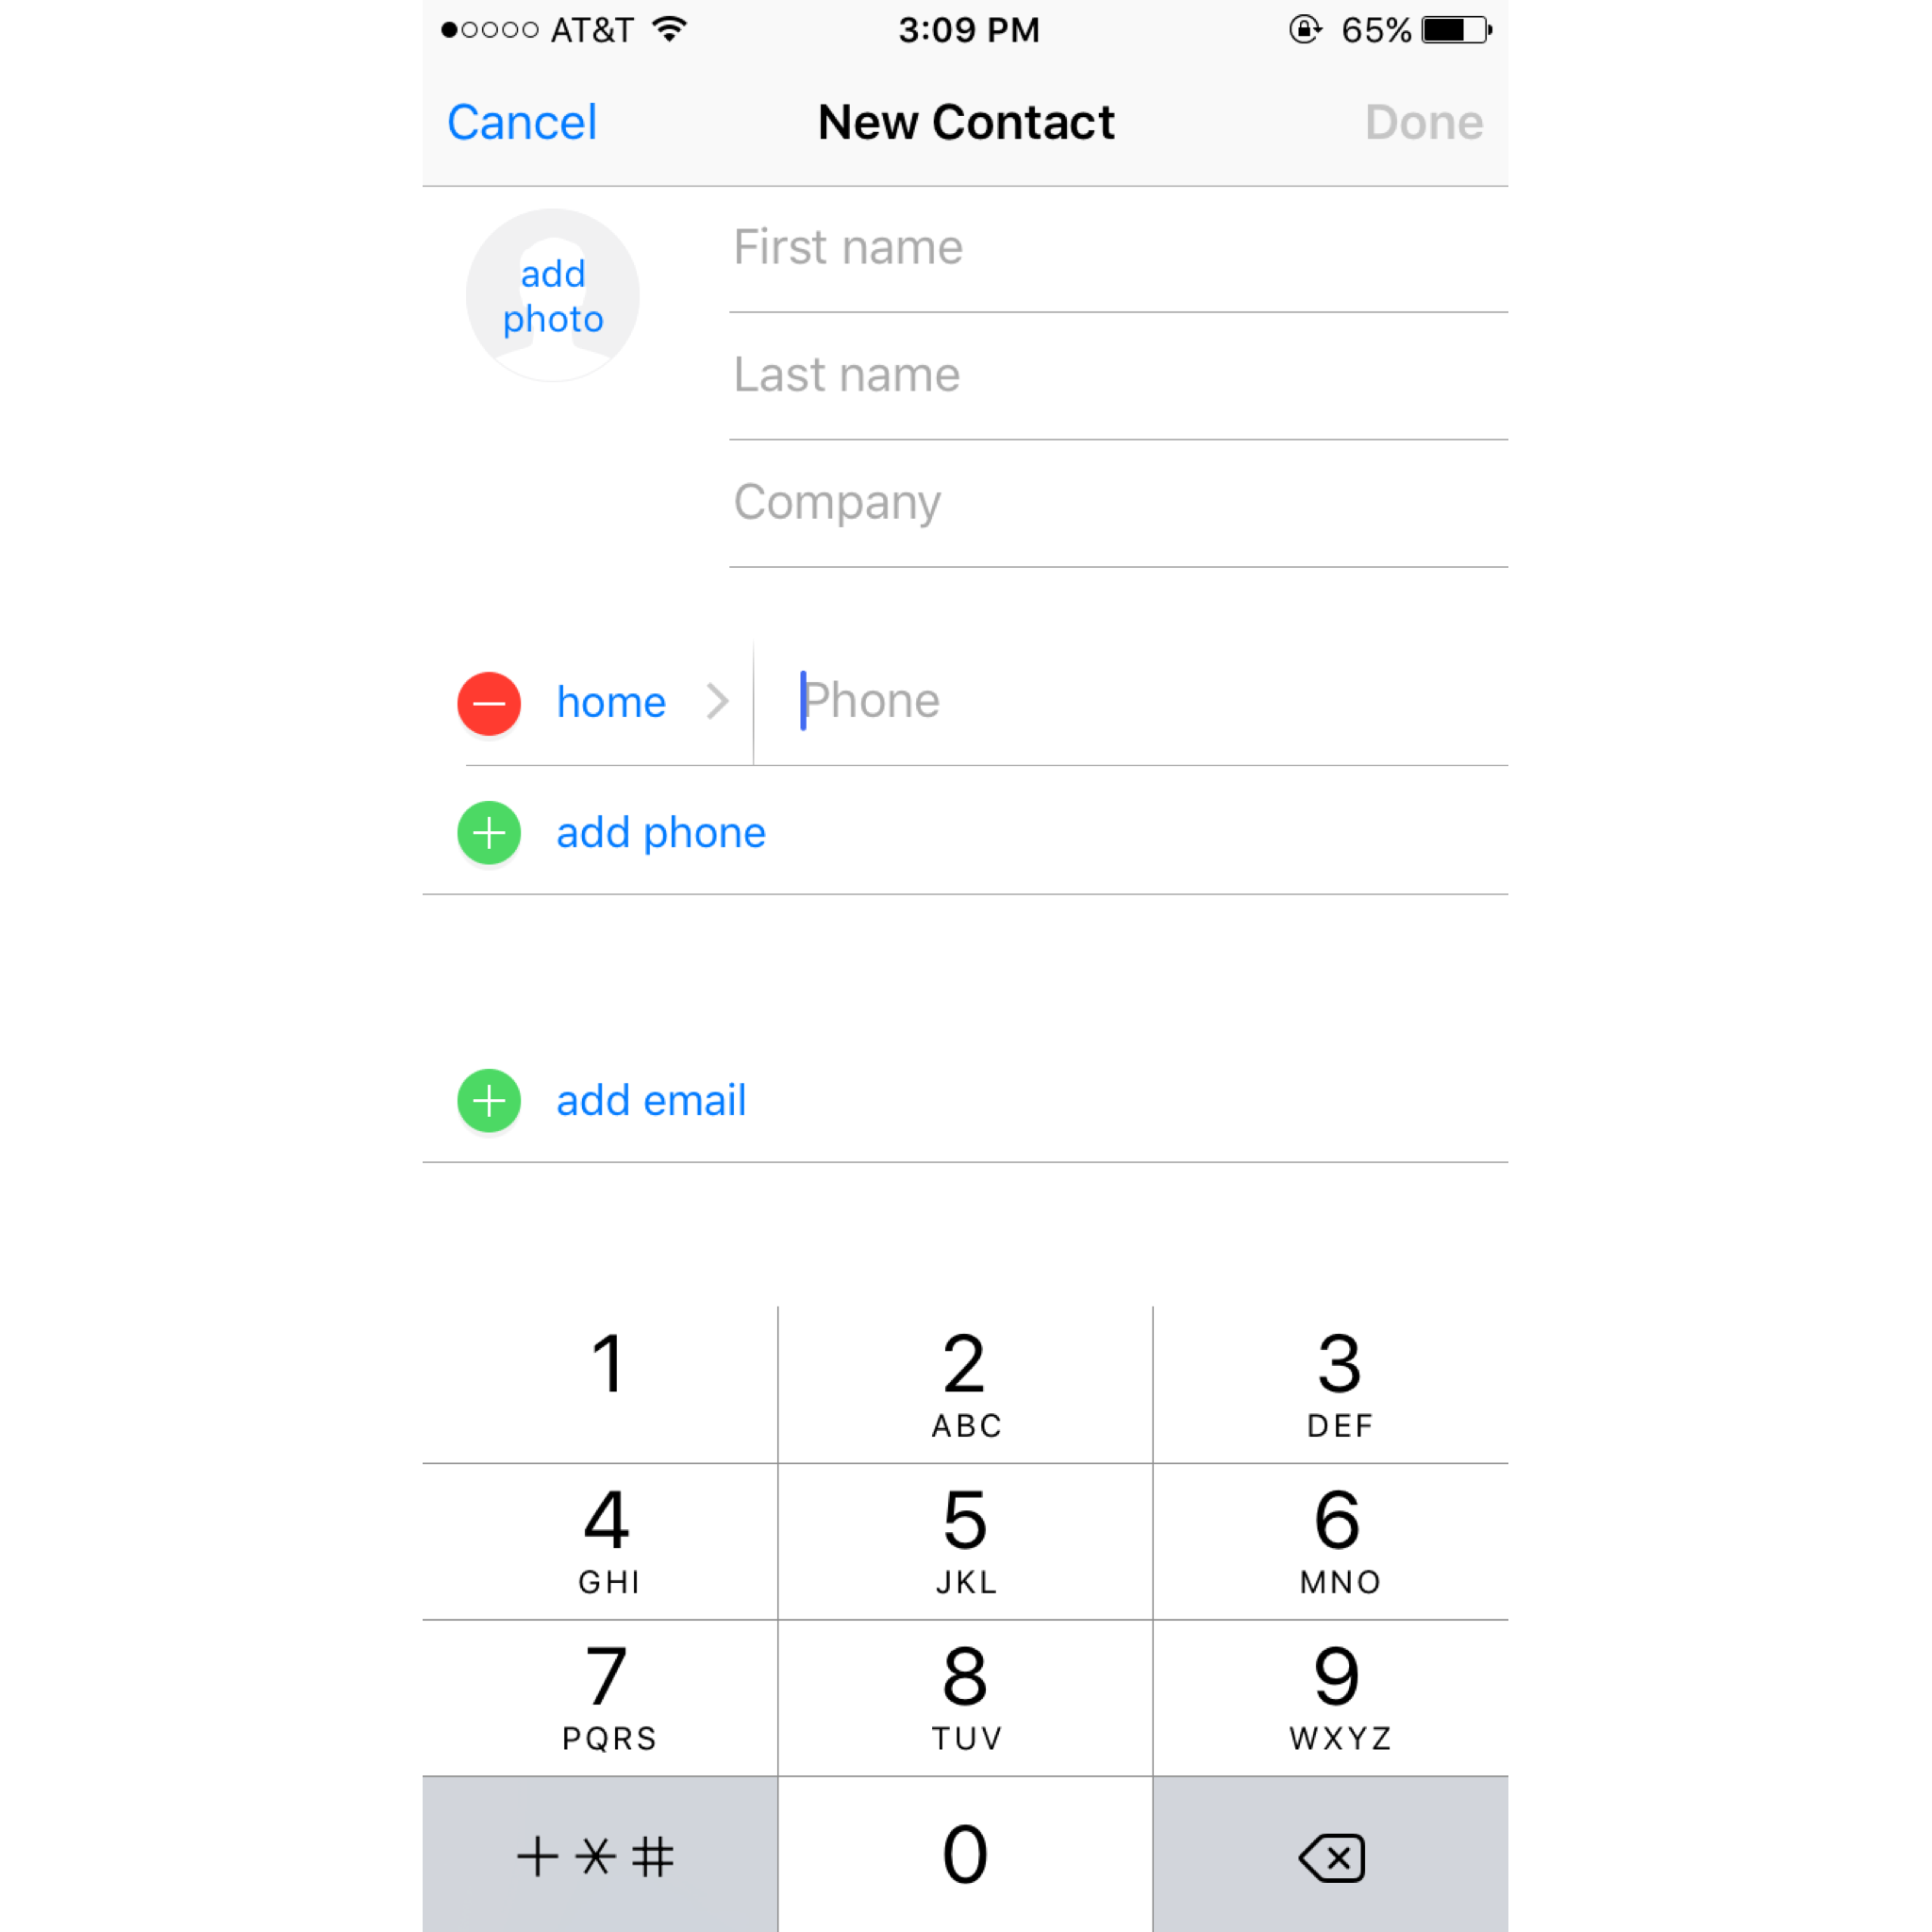 AT&T 3:09 PM 65%
Cancel New Contact Done
add
photo
First name
Last name
Company
home Phone
add phone
add email
1 2 3
ABC DEF
4 5 6
GHI JKL MNO
7 8 9
PQRS TUV WXYZ
+*# 0